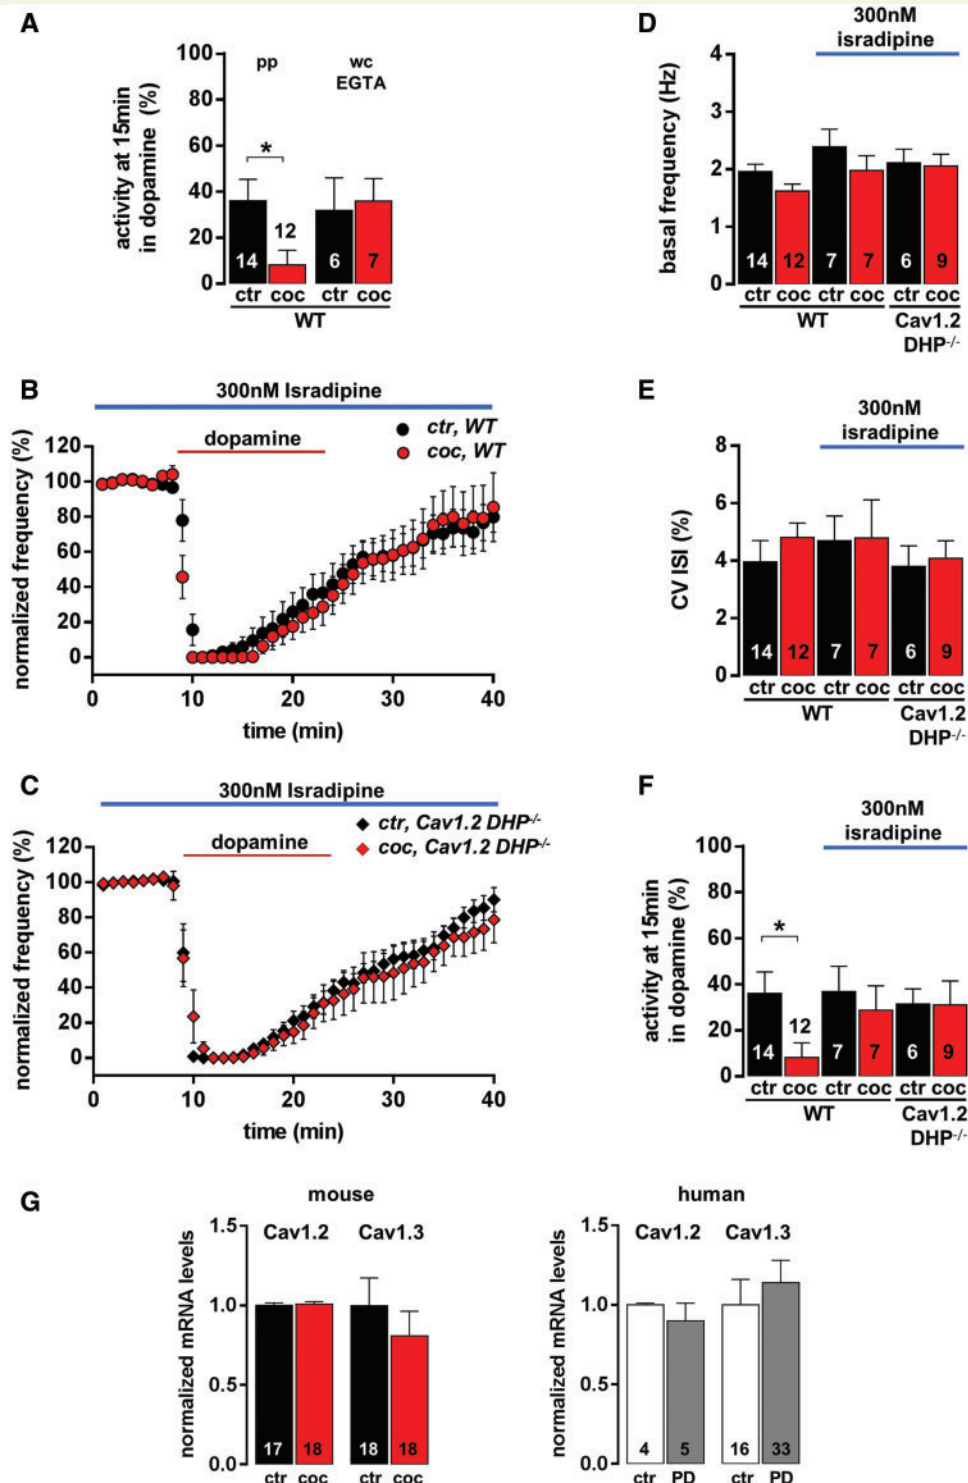 A
activity at 15min
in dopamine (%)
100
80
60
40
20
0
pp
wc
EGTA
*
14
12
6
7
ctr coc ctr coc
WT
B
300nM Isradipine
dopamine
ctr, WT
coc, WT
normalized frequency (%)
120
100
80
60
40
20
0
0 10 20 30 40
time (min)
C
300nM Isradipine
dopamine
ctr, Cav1.2 DHP-/-
coc, Cav1.2 DHP-/-
normalized frequency (%)
120
100
80
60
40
20
0
0 10 20 30 40
time (min)
D
300nM
isradipine
basal frequency (Hz)
4
3
2
1
0
14 12 7 7 6 9
ctr coc ctr coc ctr coc
WT Cav1.2
DHP-/-
E
300nM
isradipine
CV ISI (%)
8
6
4
2
0
14 12 7 7 6 9
ctr coc ctr coc ctr coc
WT Cav1.2
DHP-/-
F
300nM
isradipine
activity at 15min
in dopamine (%)
100
80
60
40
20
0
*
14 12 7 7 6 9
ctr coc ctr coc ctr coc
WT Cav1.2
DHP-/-
G
mouse
normalized mRNA levels
1.5
1.0
0.5
0.0
Cav1.2 Cav1.3
17 18 18 18
ctr coc ctr coc
human
normalized mRNA levels
1.5
1.0
0.5
0.0
Cav1.2 Cav1.3
4 5 16 33
ctr PD ctr PD